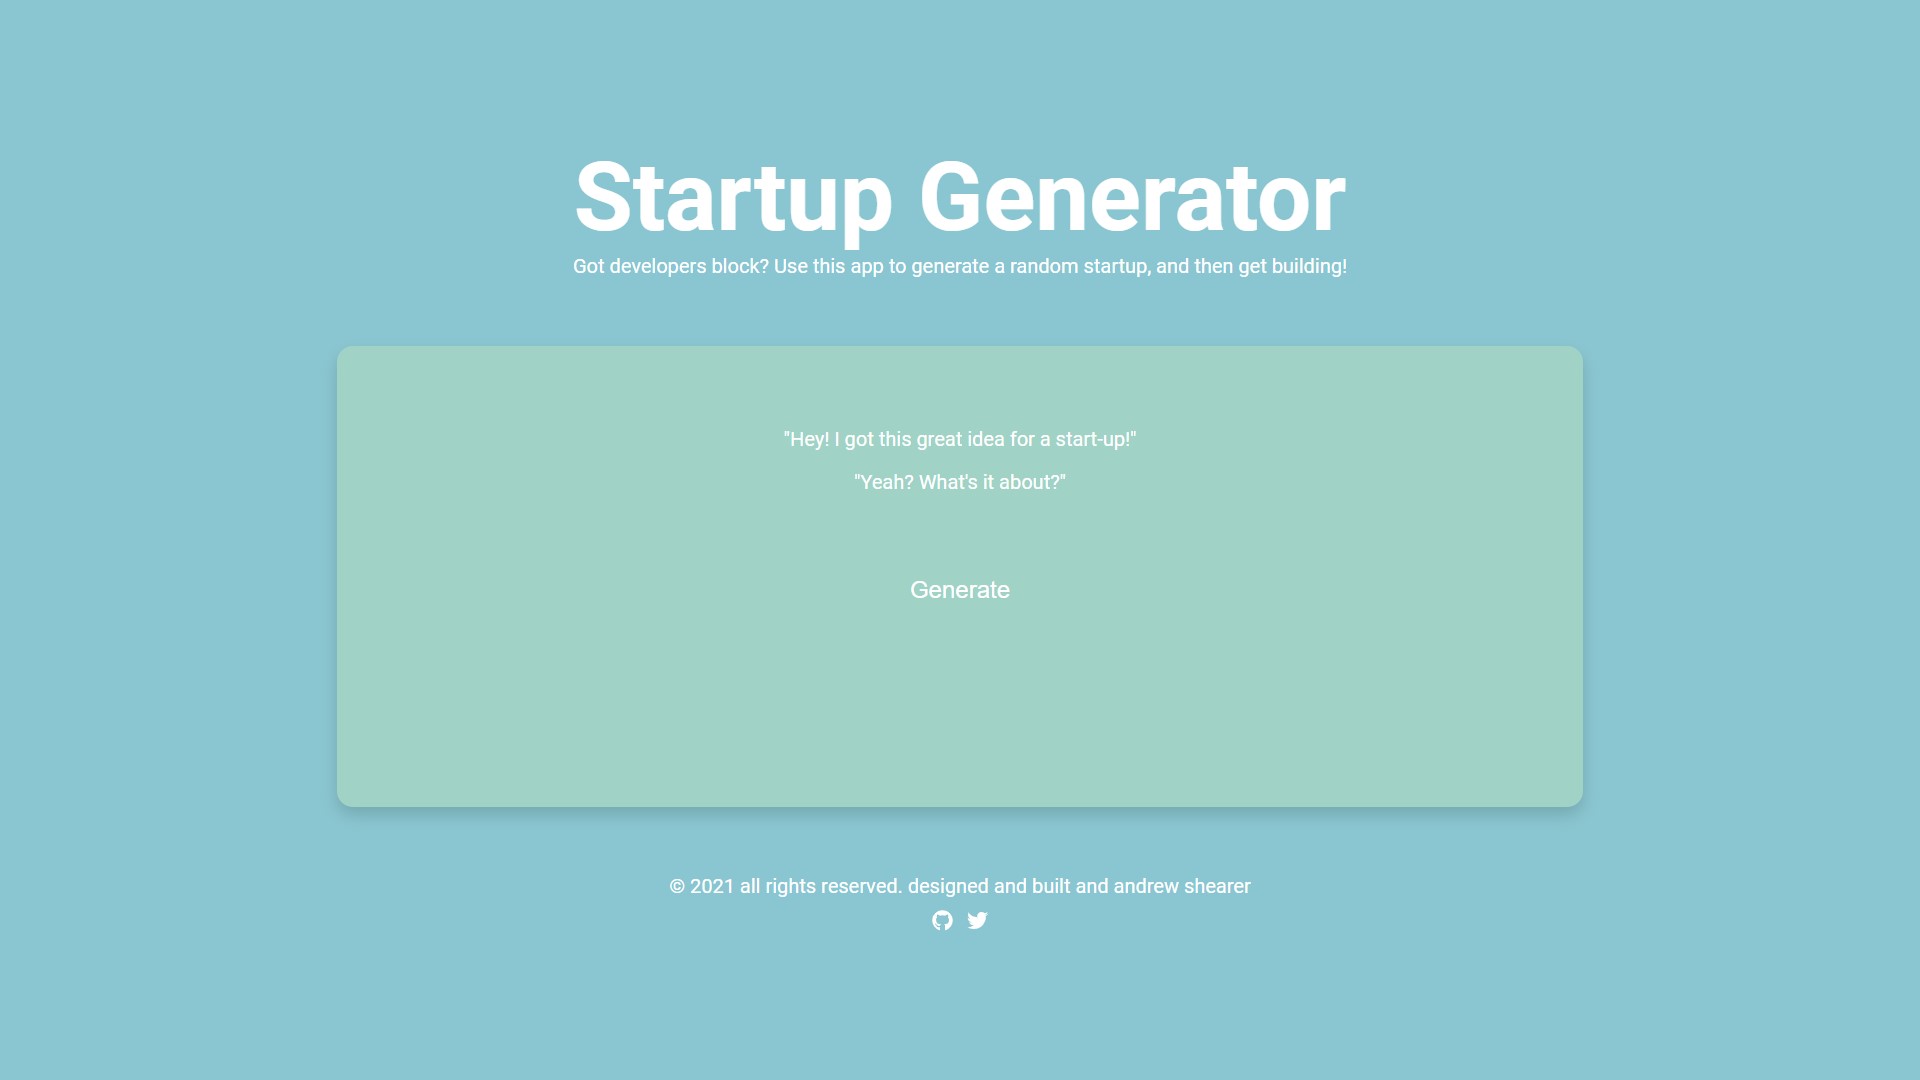 Startup Generator
Got developers block? Use this app to generate a random startup, and then get building!
"Hey! I got this great idea for a start-up!"
"Yeah? What's it about?"
Generate
© 2021 all rights reserved. designed and built and andrew shearer